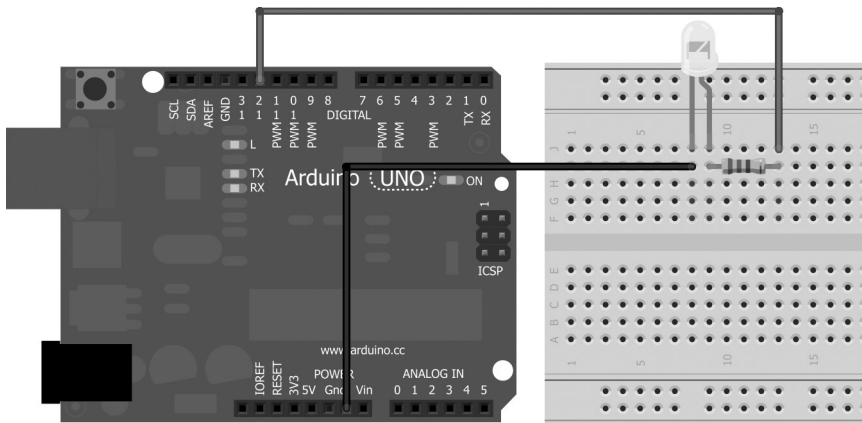 SCL
SDA
AREF
GND
13
12
PWM 11
PWM 10
PWM 9
8
DIGITAL
7
PWM 6
PWM 5
4
PWM 3
2
TX 1
RX 0
L
TX
RX
Arduino UNO
ON
1
ICSP
www.arduino.cc
POWER
ANALOG IN
IOREF
RESET
3V3
5V
Gnd
Vin
0 1 2 3 4 5
1 5 10 15
J
I
H
G
F
E
D
C
B
A
1 5 10 15